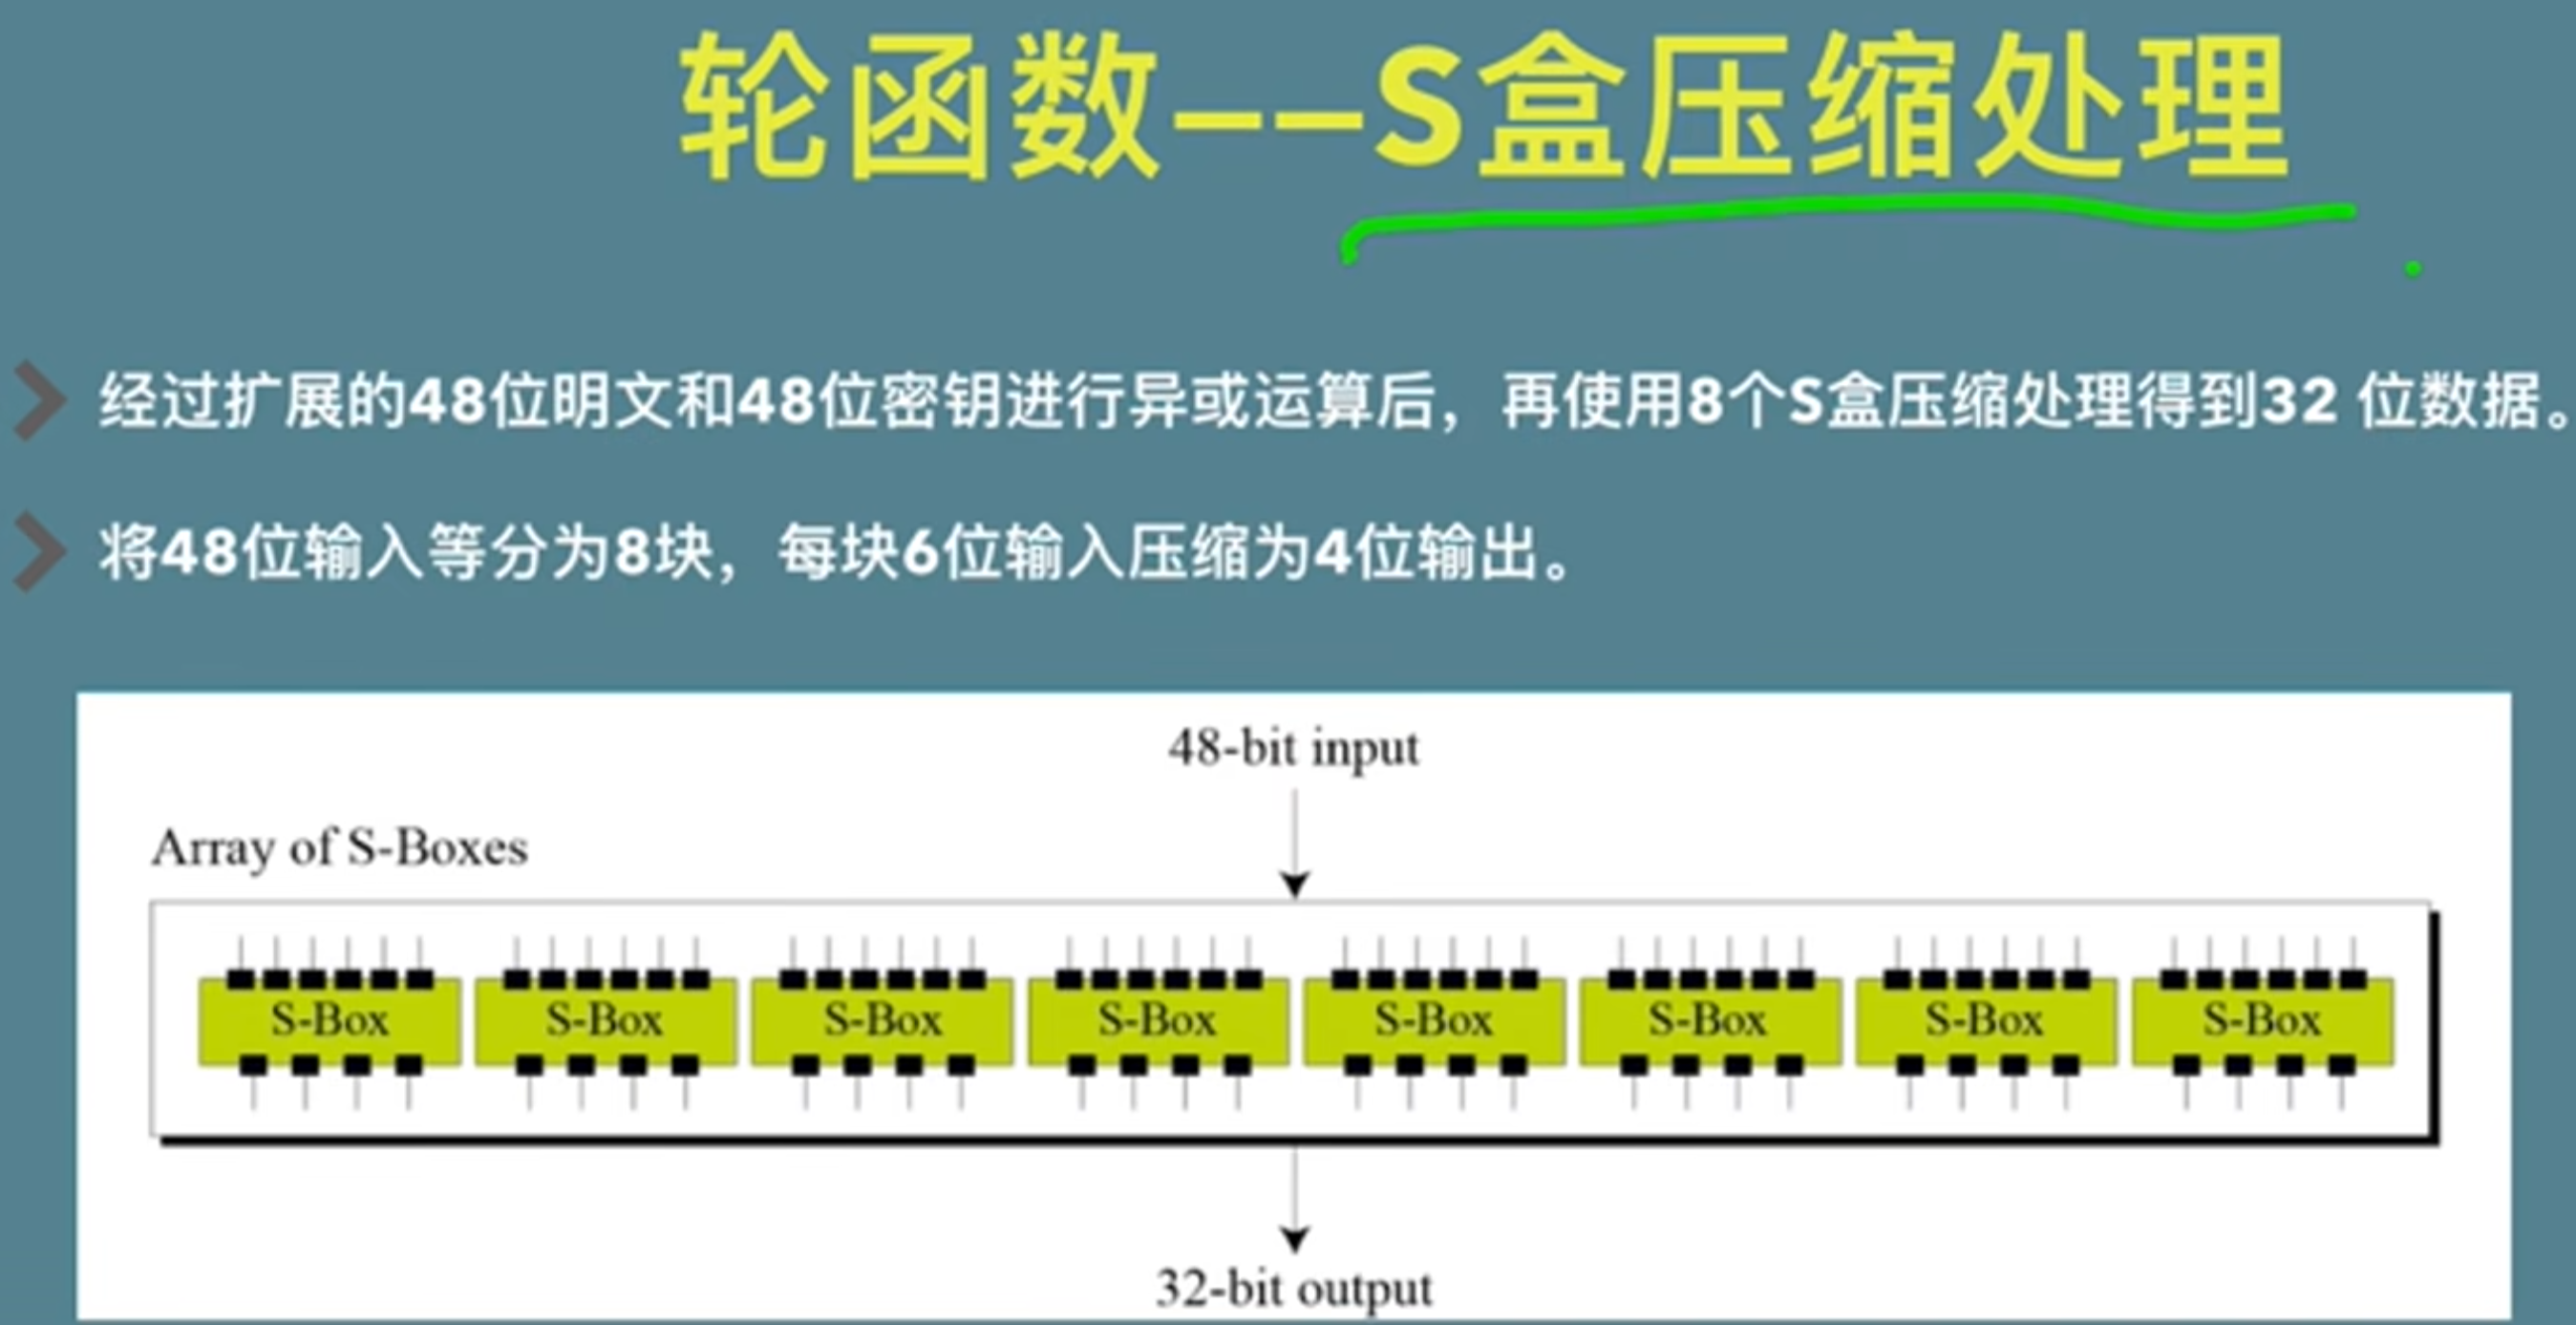 轮函数——S盒压缩处理
经过扩展的48位明文和48位密钥进行异或运算后，再使用8个S盒压缩处理得到32 位数据。
将48位输入等分为8块，每块6位输入压缩为4位输出。
48-bit input
Array of S-Boxes
S-Box S-Box S-Box S-Box S-Box S-Box S-Box S-Box
32-bit output